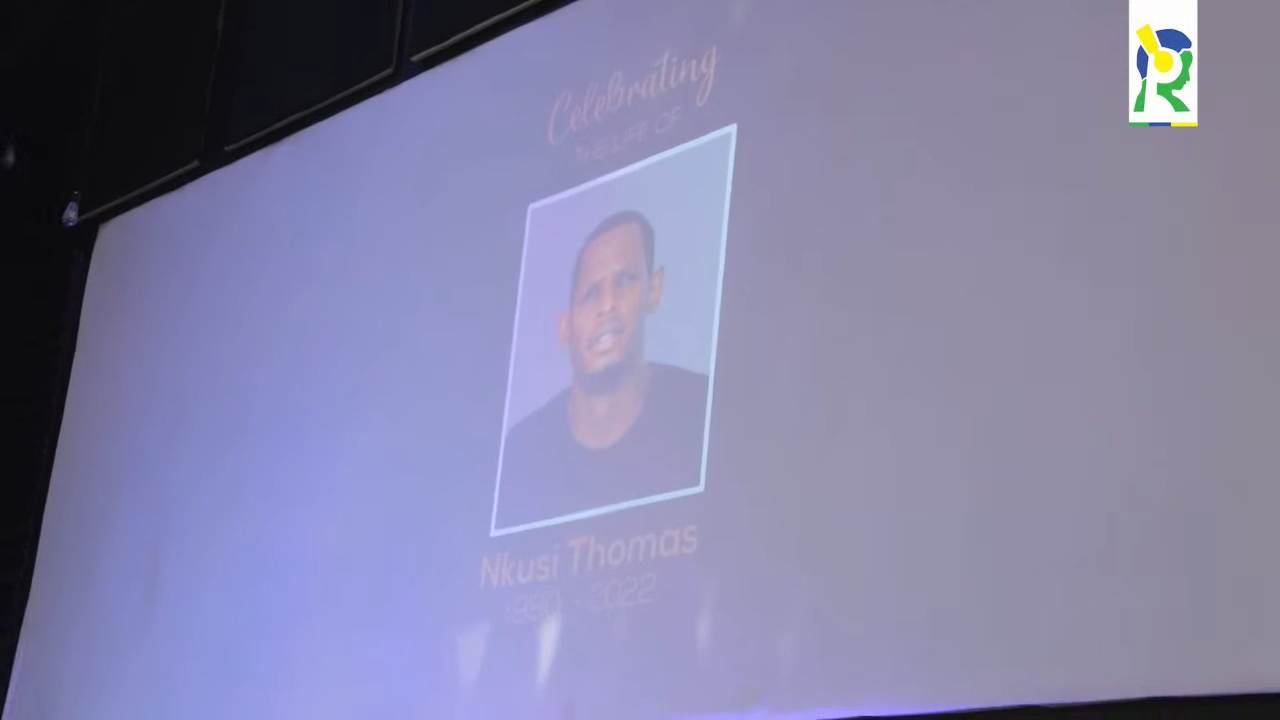 Celebrating
THE LIFE OF
Nkusi Thomas
1980 - 2022